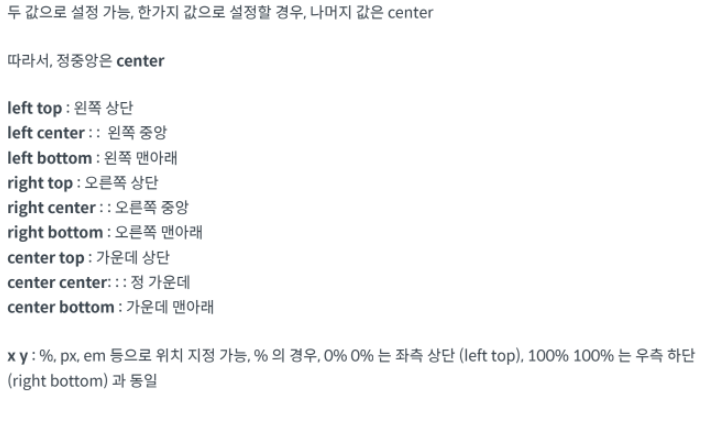 두 값으로 설정 가능, 한가지 값으로 설정할 경우, 나머지 값은 center
따라서, 정중앙은 center
left top : 왼쪽 상단
left center : : 왼쪽 중앙
left bottom : 왼쪽 맨아래
right top : 오른쪽 상단
right center : : 오른쪽 중앙
right bottom : 오른쪽 맨아래
center top : 가운데 상단
center center: : : 정 가운데
center bottom : 가운데 맨아래
x y : %, px, em 등으로 위치 지정 가능, % 의 경우, 0% 0% 는 좌측 상단 (left top), 100% 100% 는 우측 하단
(right bottom) 과 동일